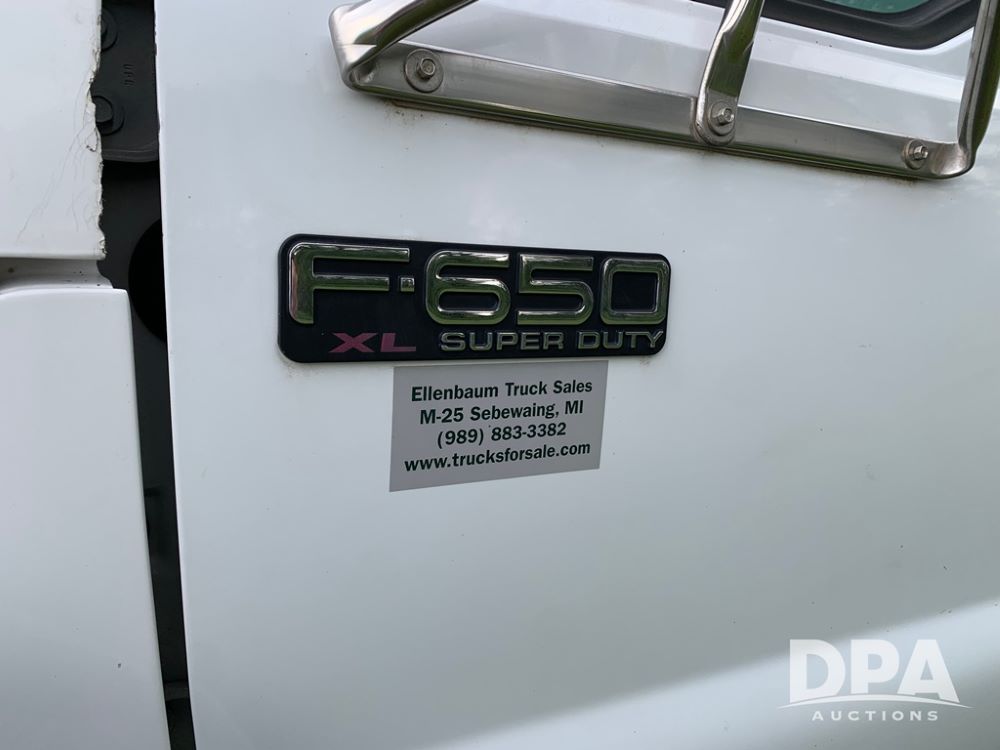 F-650
XL SUPER DUTY
Ellenbaum Truck Sales
M-25 Sebewaing, MI
(989) 883-3382
www.trucksforsale.com
DPA
AUCTIONS